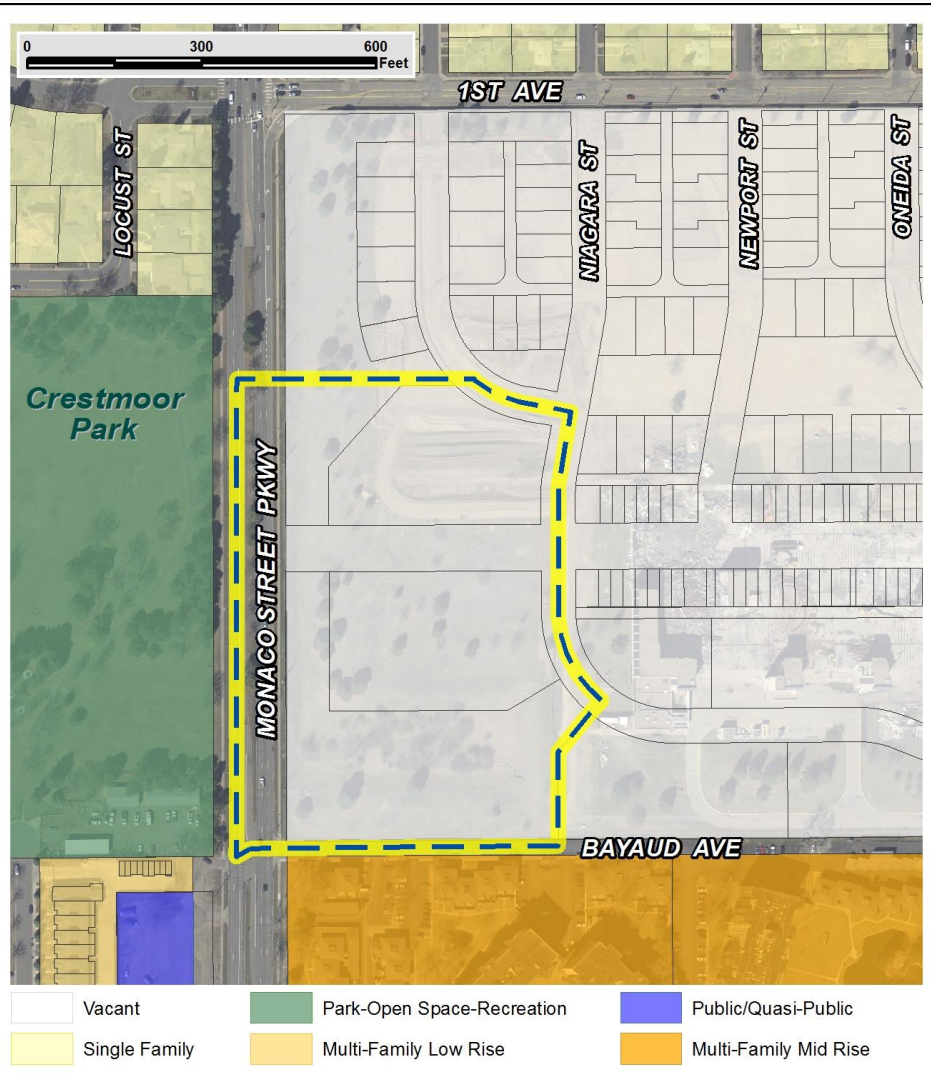 0 300 600
Feet
1ST AVE
LOCUST ST
NIAGARA ST
NEWPORT ST
ONEIDA ST
Crestmoor
Park
MONACO STREET PKWY
BAYAUD AVE
Vacant
Park-Open Space-Recreation
Public/Quasi-Public
Single Family
Multi-Family Low Rise
Multi-Family Mid Rise